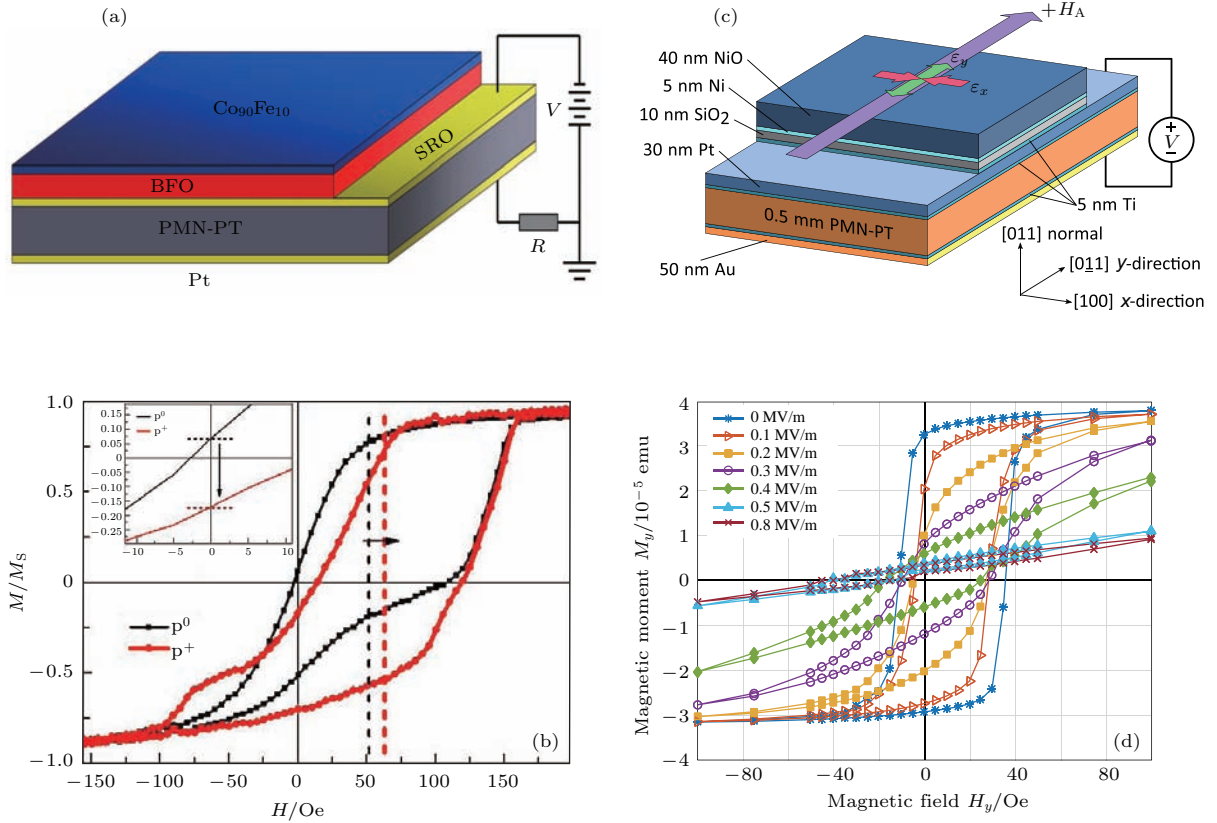 (a)
Co90Fe10
BFO
SRO
PMN-PT
Pt
V
R
(c)
+HA
40 nm NiO
5 nm Ni
10 nm SiO2
30 nm Pt
0.5 mm PMN-PT
50 nm Au
εy
εx
+
V
−
5 nm Ti
[011] normal
[01̲1] y-direction
[100] x-direction
1.0
0.5
0
−0.5
−1.0
M/MS
0.15
0.10
0.05
0
−0.05
−0.10
−0.15
−0.20
−0.25
p0
p+
−10
−5
0
5
10
p0
p+
(b)
−150
−100
−50
0
50
100
150
H/Oe
4
3
2
1
0
−1
−2
−3
−4
Magnetic moment My/10−5 emu
0 MV/m
0.1 MV/m
0.2 MV/m
0.3 MV/m
0.4 MV/m
0.5 MV/m
0.8 MV/m
(d)
−80
−40
0
40
80
Magnetic field Hy/Oe